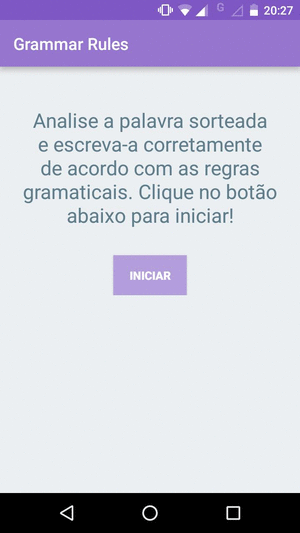 20:27
G
Grammar Rules
Analise a palavra sorteada
e escreva-a corretamente
de acordo com as regras
gramaticais. Clique no botão
abaixo para iniciar!
INICIAR